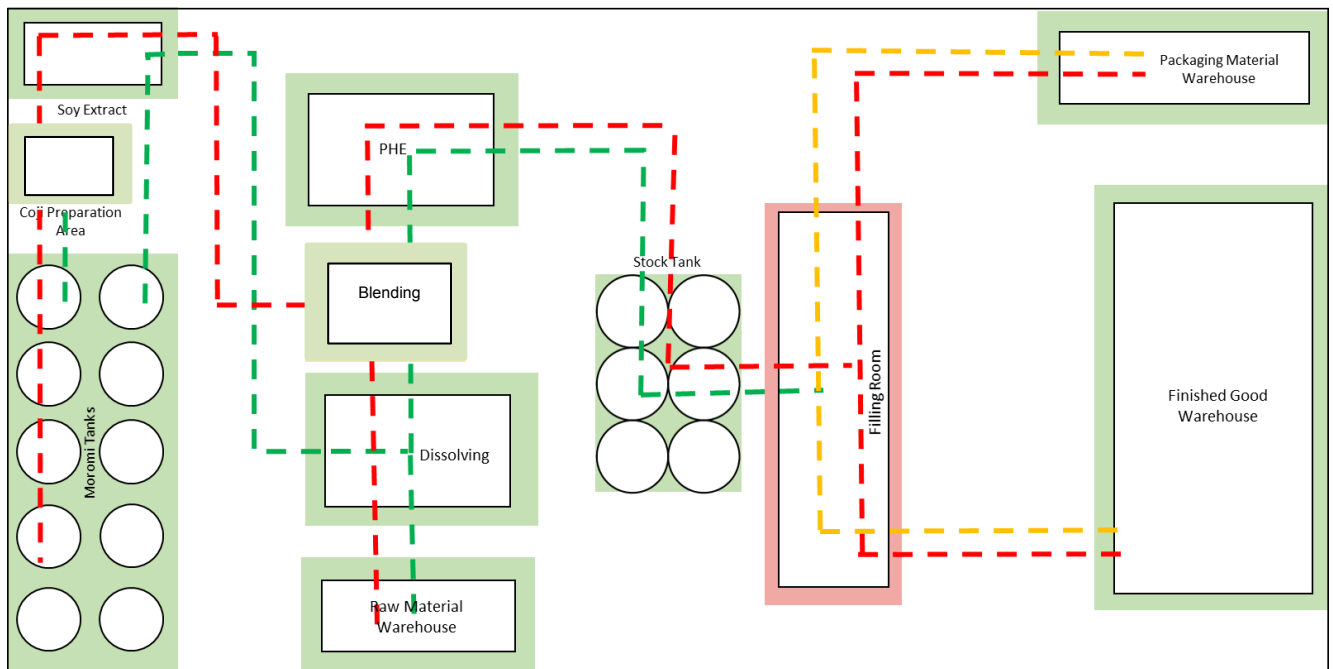 Soy Extract
Coji Preparation
Area
Moromi Tanks
PHE
Blending
Dissolving
Raw Material
Warehouse
Stock Tank
Filling Room
Packaging Material
Warehouse
Finished Good
Warehouse